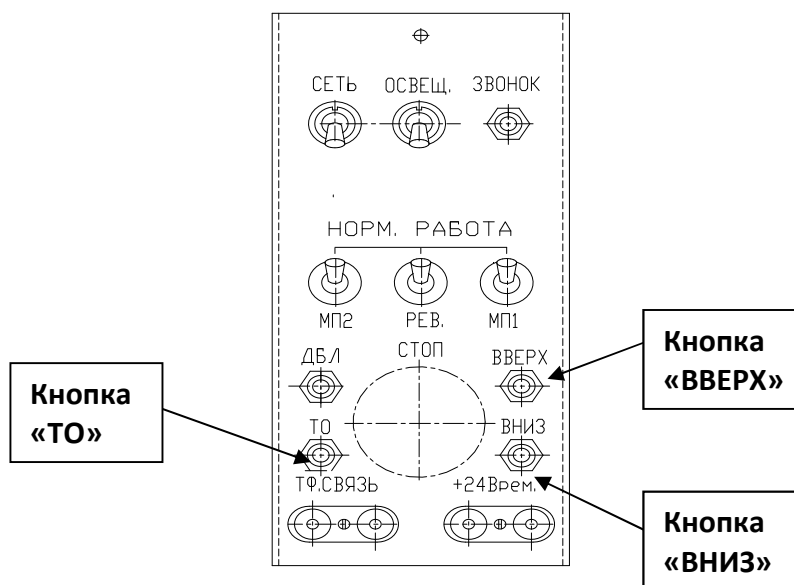 СЕТЬ ОСВЕЩ. ЗВОНОК
НОРМ. РАБОТА
МП2 РЕВ. МП1
ДБЛ СТОП ВВЕРХ
ТО ВНИЗ
ТФ.СВЯЗЬ +24Врем.
Кнопка
«ТО»
Кнопка
«ВВЕРХ»
Кнопка
«ВНИЗ»